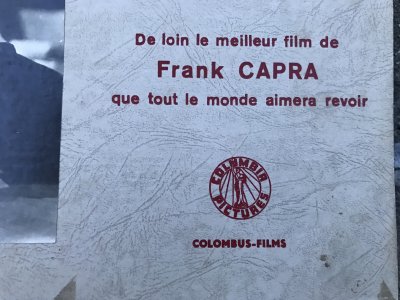 De loin le meilleur film de
Frank CAPRA
que tout le monde aimera revoir
COLUMBIA
PICTURES
COLOMBUS-FILMS